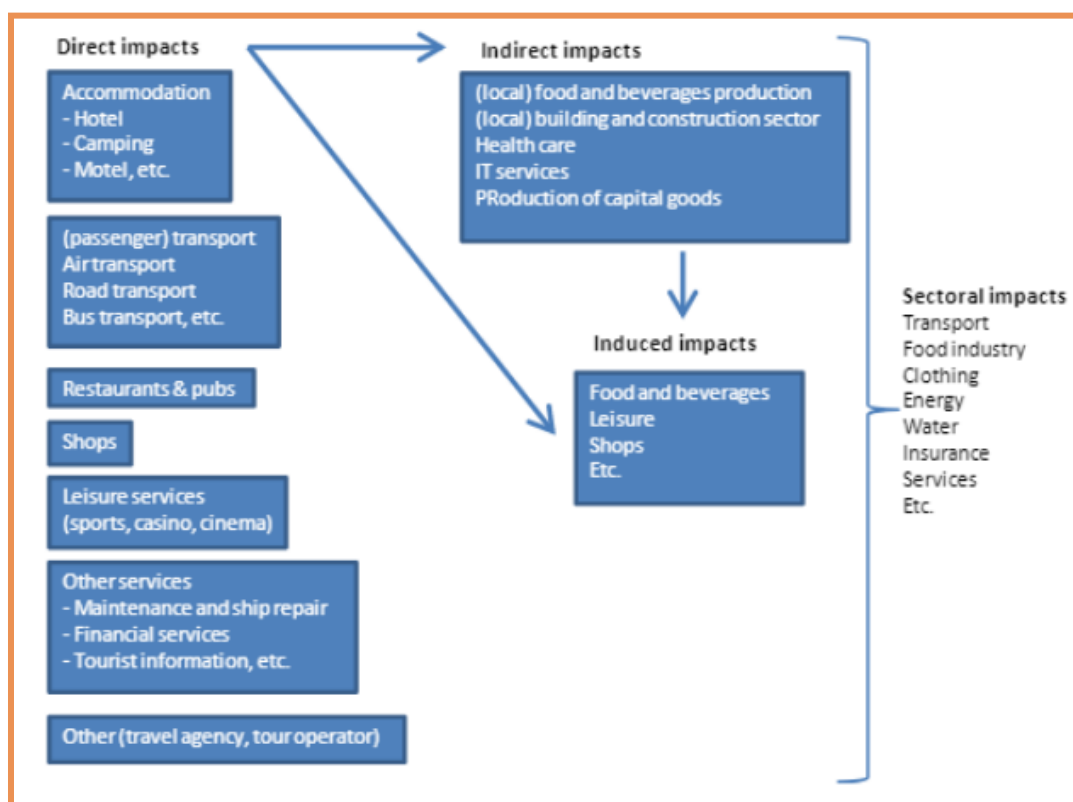 Direct impacts
Accommodation
- Hotel
- Camping
- Motel, etc.
(passenger) transport
Air transport
Road transport
Bus transport, etc.
Restaurants & pubs
Shops
Leisure services
(sports, casino, cinema)
Other services
- Maintenance and ship repair
- Financial services
- Tourist information, etc.
Other (travel agency, tour operator)
Indirect impacts
(local) food and beverages production
(local) building and construction sector
Health care
IT services
PRoduction of capital goods
Induced impacts
Food and beverages
Leisure
Shops
Etc.
Sectoral impacts
Transport
Food industry
Clothing
Energy
Water
Insurance
Services
Etc.